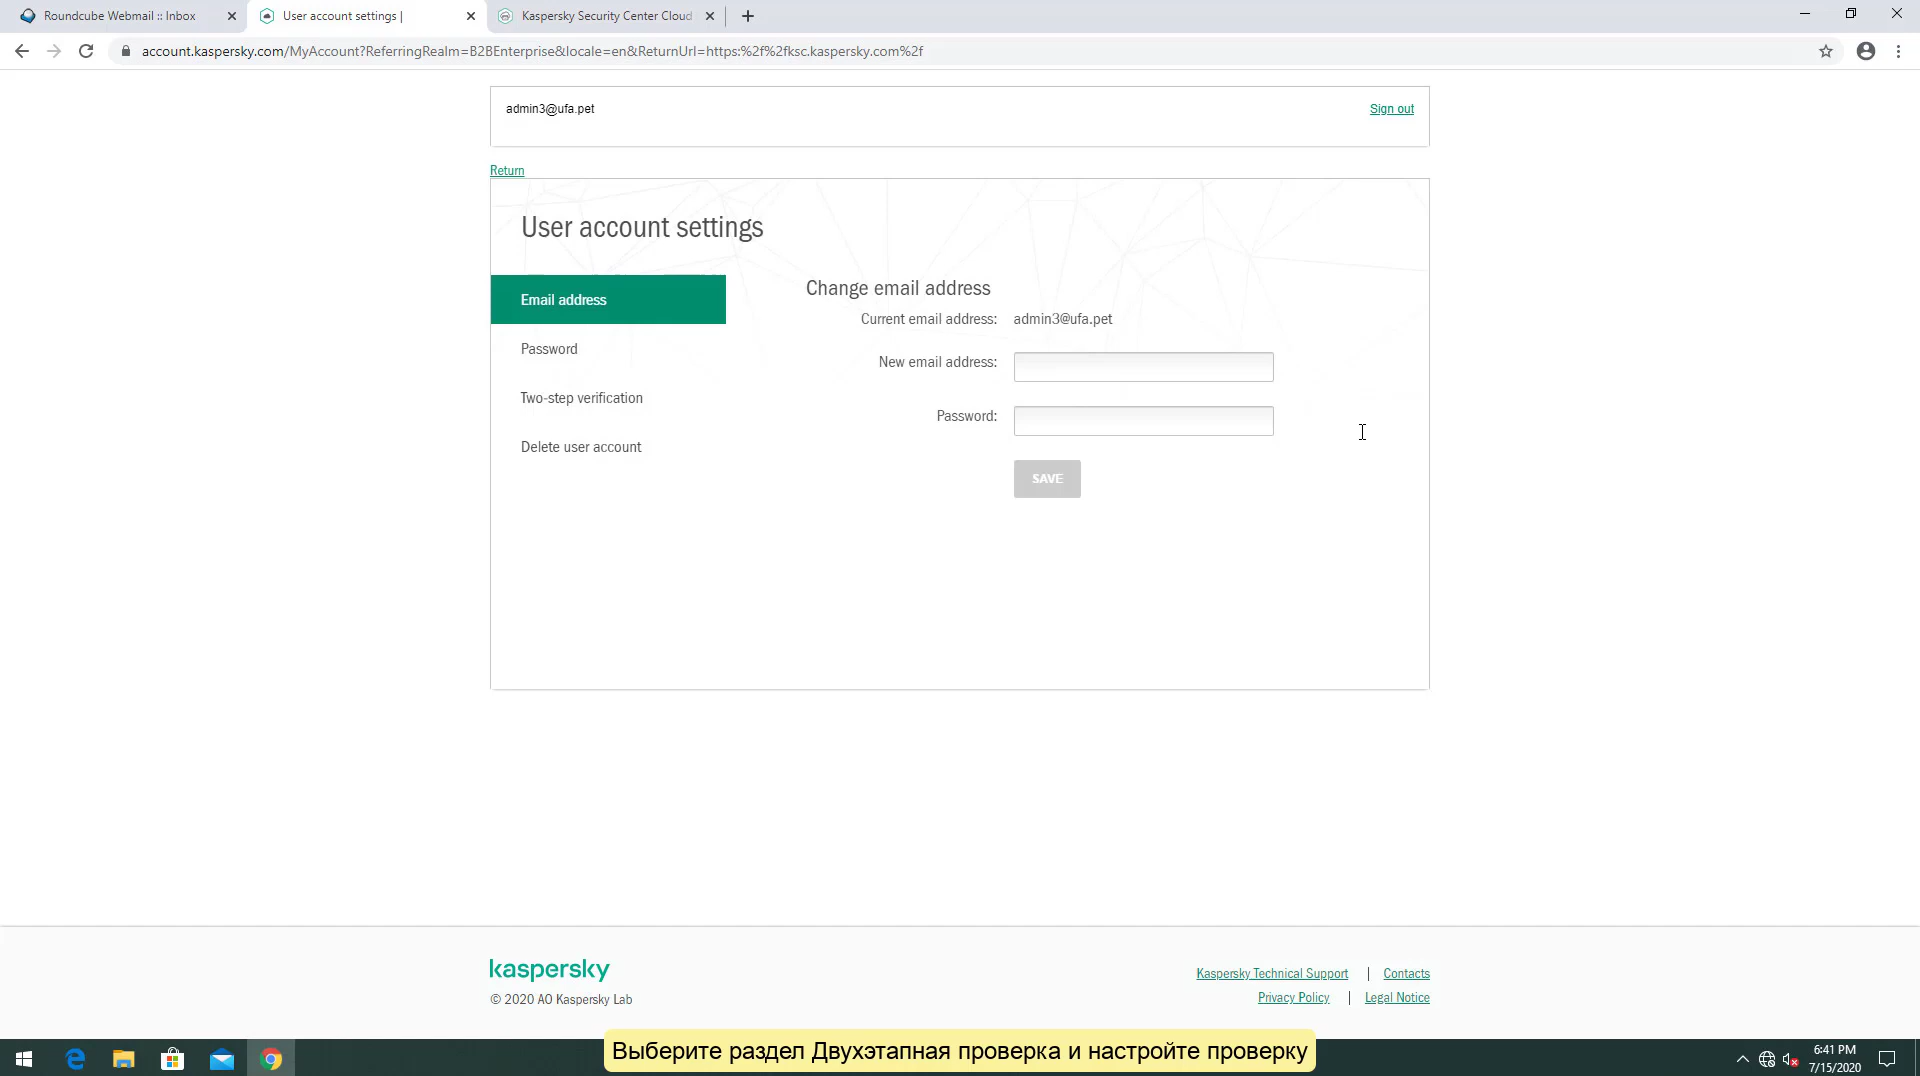 Roundcube Webmail :: Inbox
User account settings |
Kaspersky Security Center Cloud
account.kaspersky.com/MyAccount?ReferringRealm=B2BEnterprise&locale=en&ReturnUrl=https:%2f%2fksc.kaspersky.com%2f
admin3@ufa.pet
Sign out
Return
User account settings
Email address
Password
Two-step verification
Delete user account
Change email address
Current email address: admin3@ufa.pet
New email address:
Password:
SAVE
kaspersky
© 2020 AO Kaspersky Lab
Kaspersky Technical Support | Contacts
Privacy Policy | Legal Notice
Выберите раздел Двухэтапная проверка и настройте проверку
6:41 PM
7/15/2020